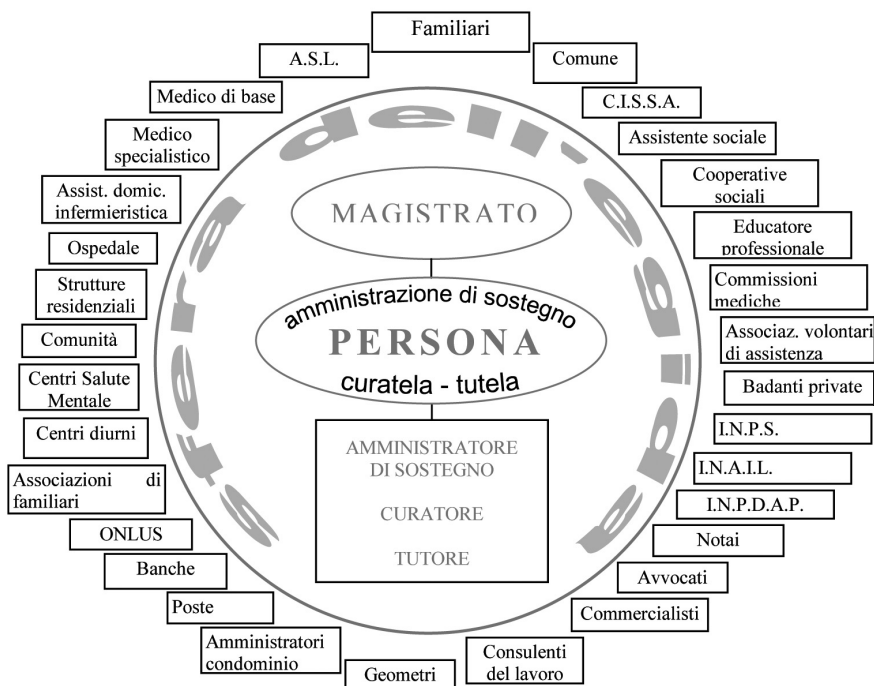 Familiari
A.S.L.
Comune
Medico di base
C.I.S.S.A.
Medico
specialistico
Assistente sociale
Assist. domic.
infermieristica
Cooperative
sociali
Ospedale
Educatore
professionale
Strutture
residenziali
Commissioni
mediche
Comunità
Associaz. volontari
di assistenza
Centri Salute
Mentale
Badanti private
Centri diurni
I.N.P.S.
Associazioni di
familiari
I.N.A.I.L.
ONLUS
I.N.P.D.A.P.
Banche
Notai
Poste
Avvocati
Amministratori
condominio
Commercialisti
Geometri
Consulenti
del lavoro
MAGISTRATO
amministrazione di sostegno
PERSONA
curatela - tutela
AMMINISTRATORE
DI SOSTEGNO
CURATORE
TUTORE